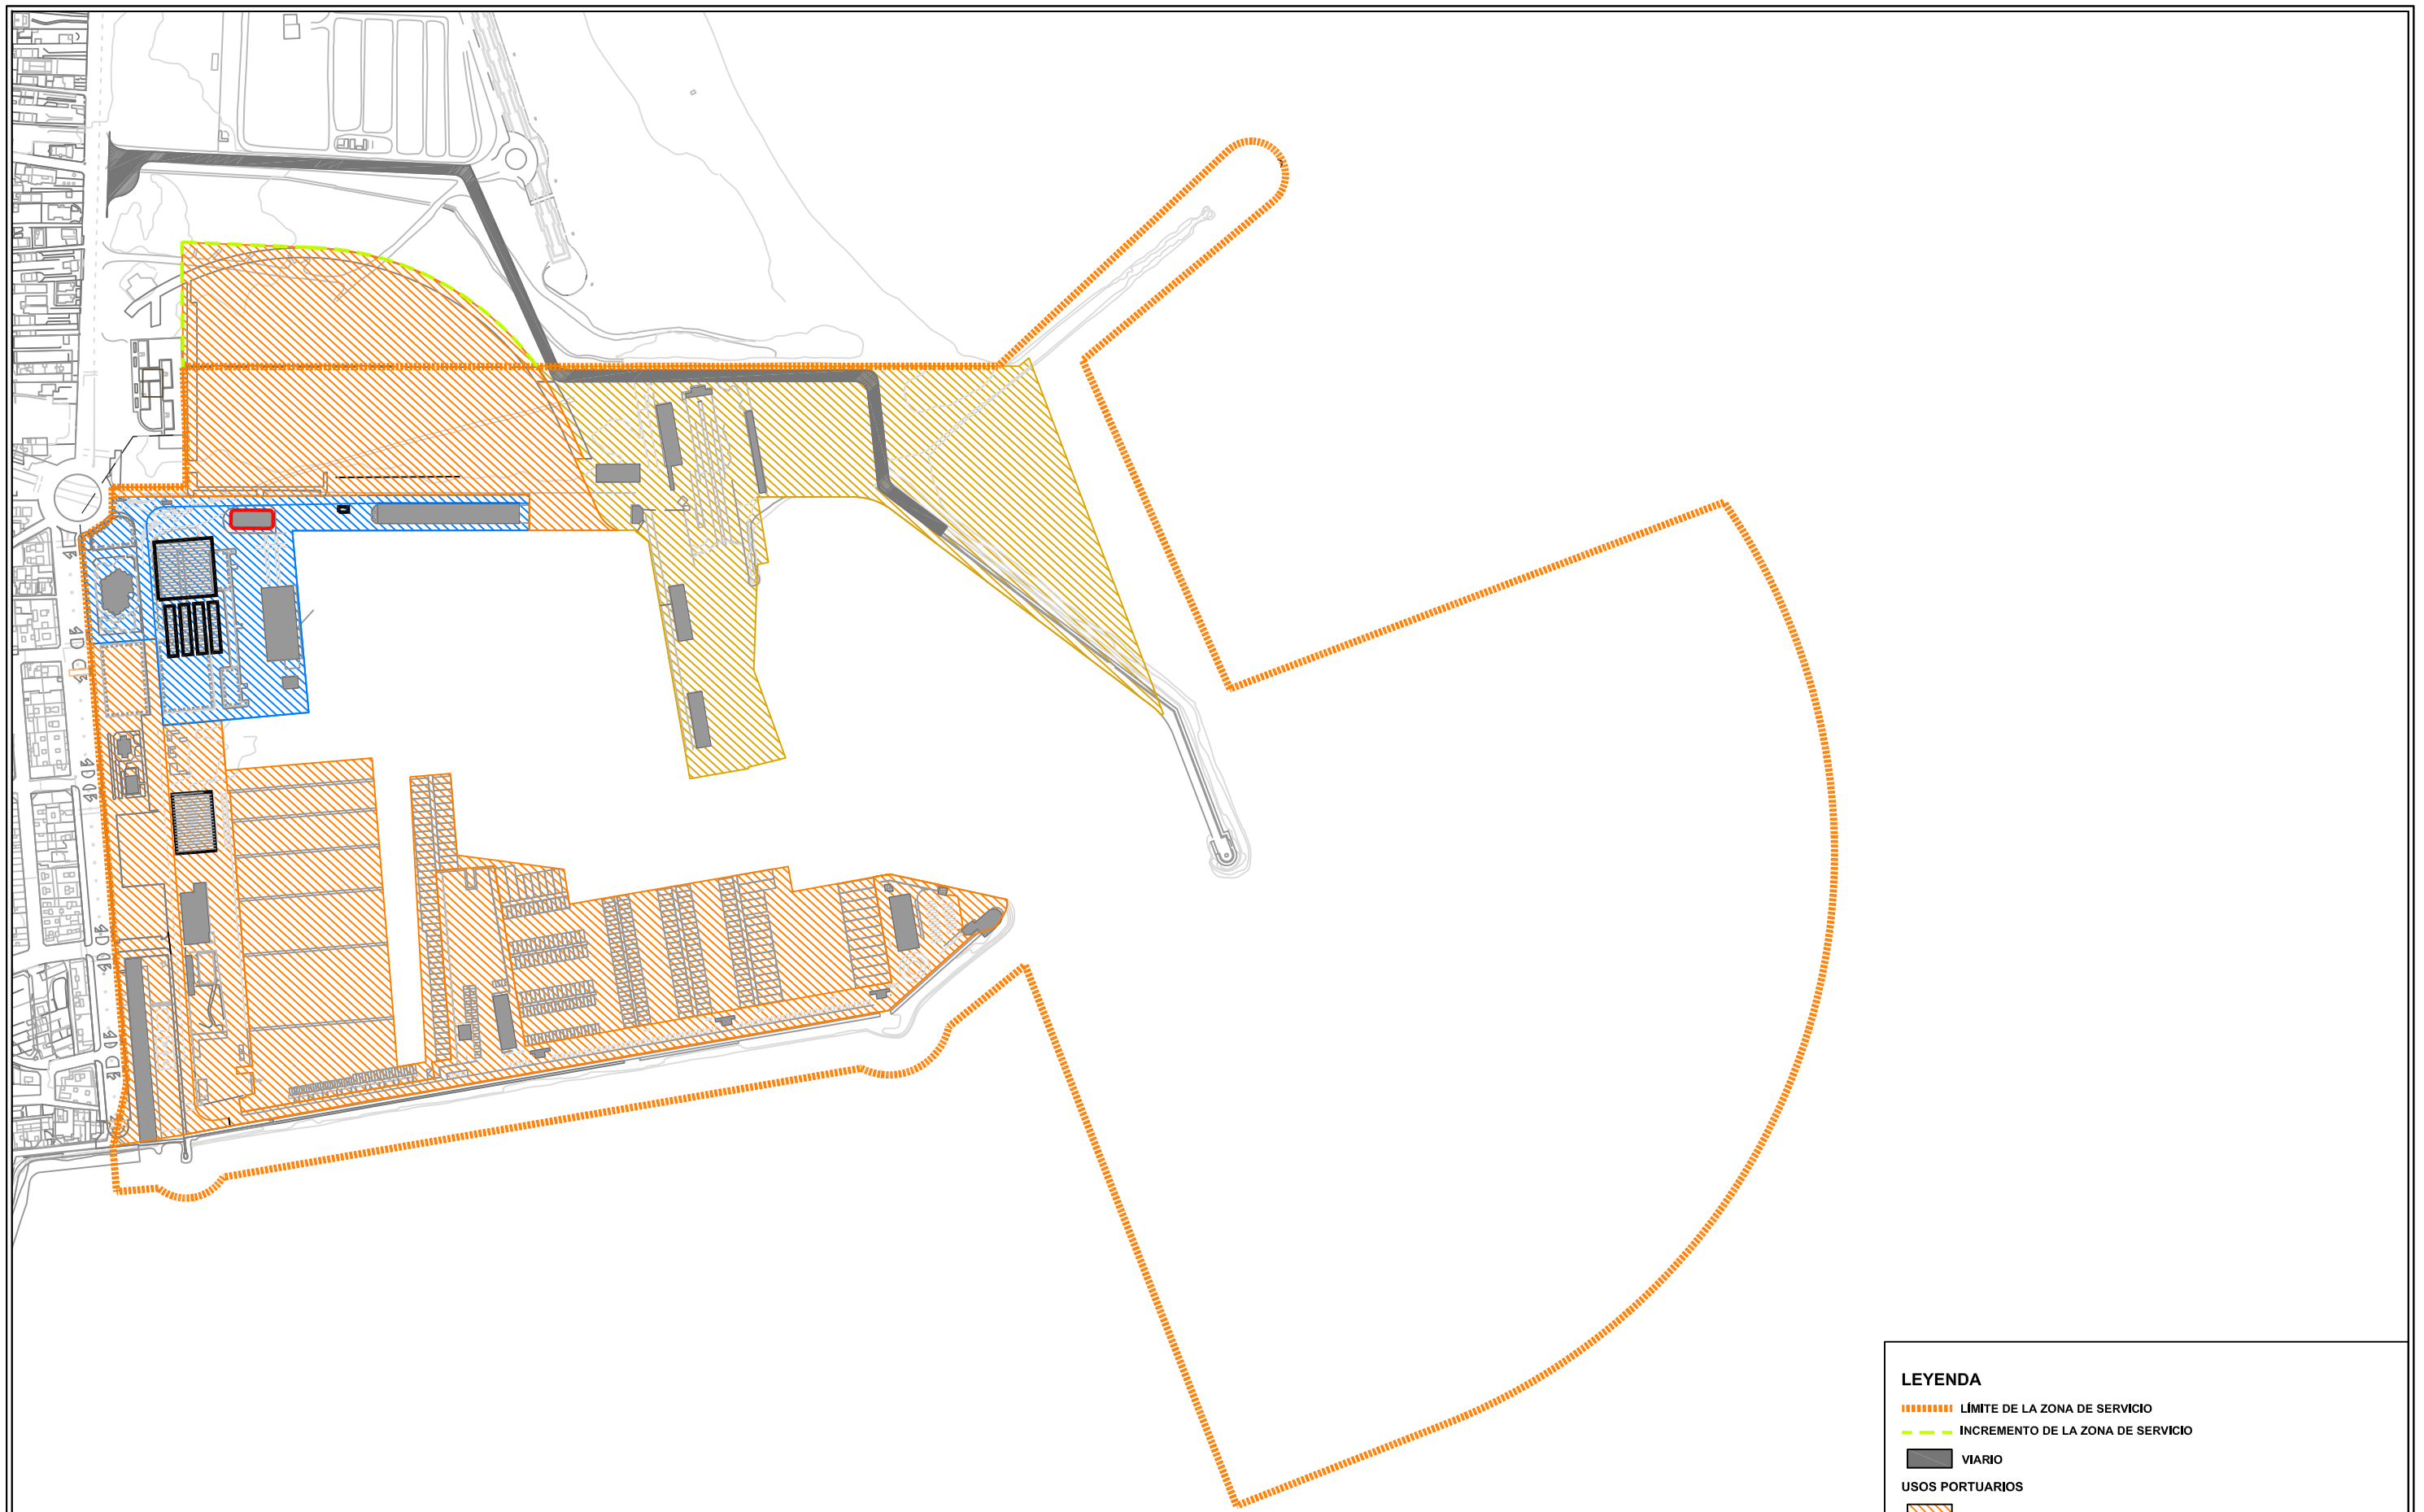 LEYENDA
LÍMITE DE LA ZONA DE SERVICIO
INCREMENTO DE LA ZONA DE SERVICIO
VIARIO
USOS PORTUARIOS